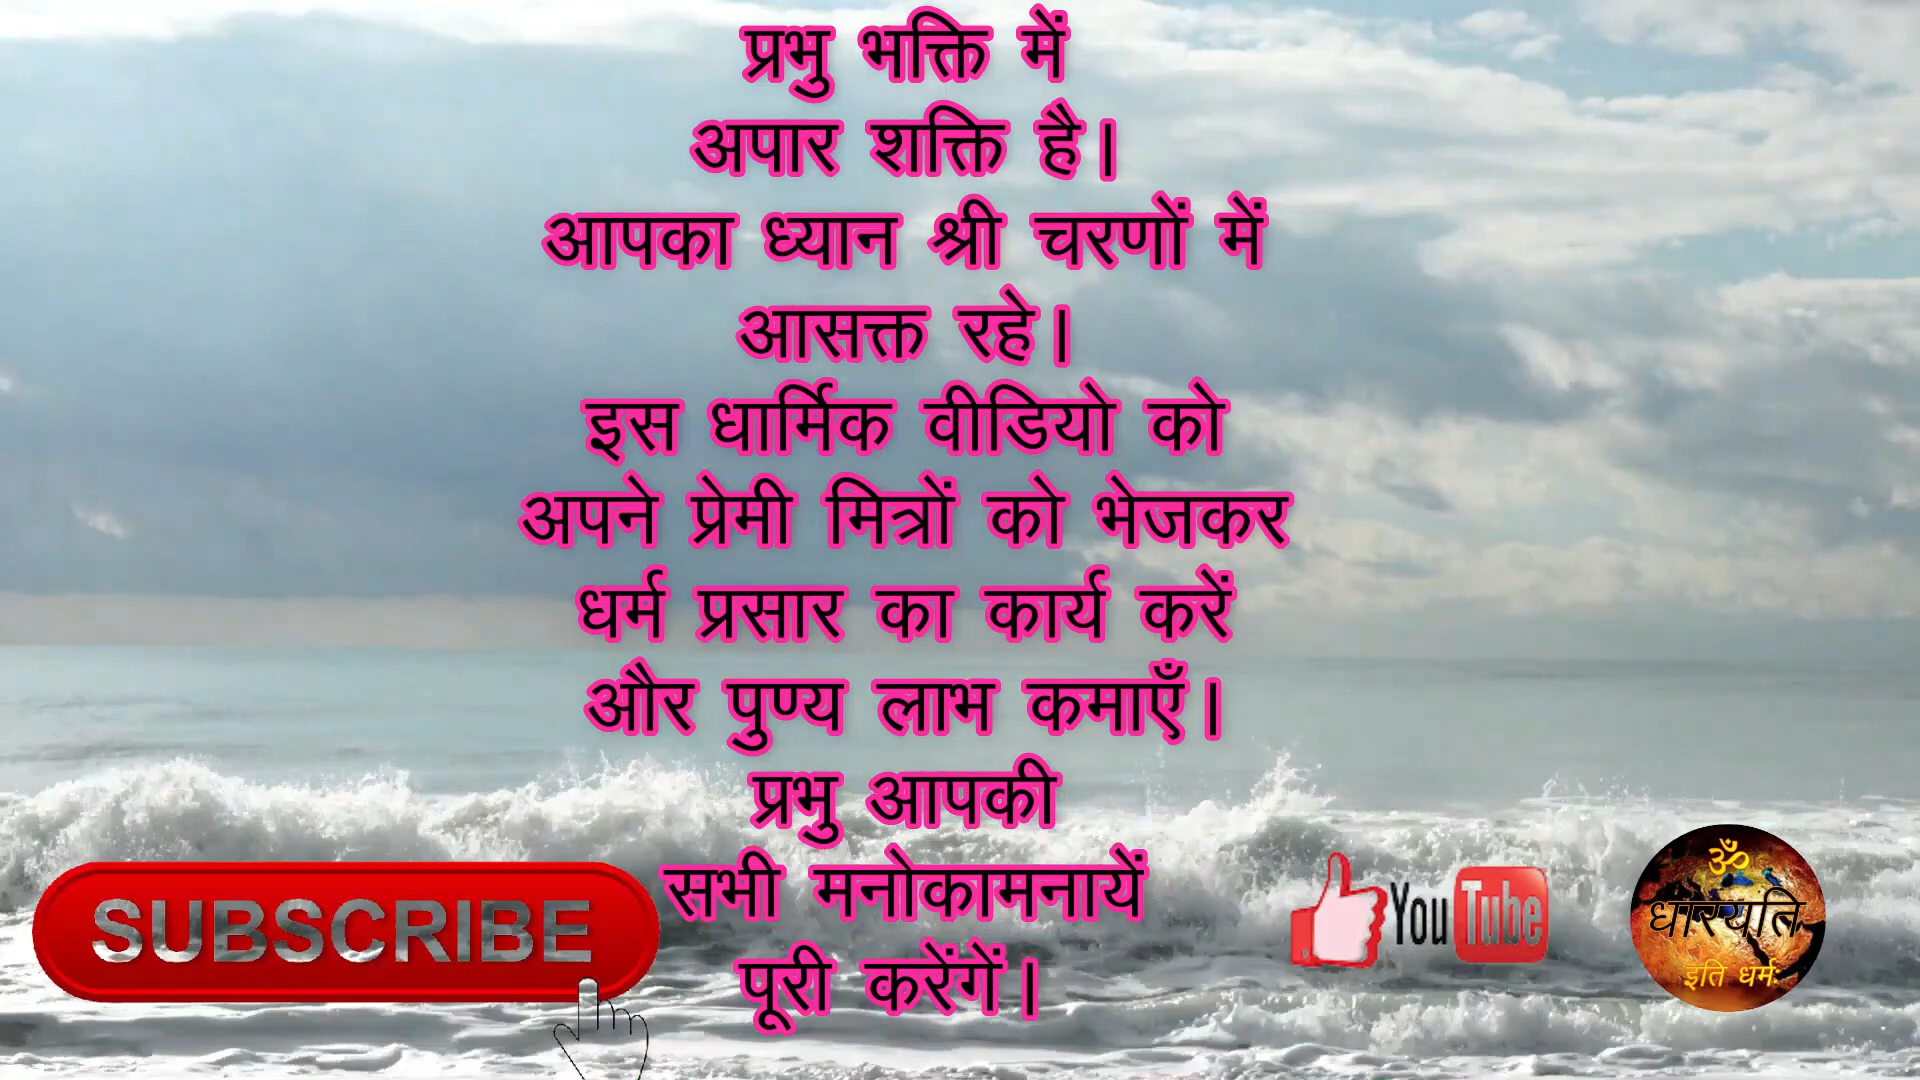 प्रभु भक्ति में
अपार शक्ति है।
आपका ध्यान श्री चरणों में
आसक्त रहे।
इस धार्मिक वीडियो को
अपने प्रेमी मित्रों को भेजकर
धर्म प्रसार का कार्य करें
और पुण्य लाभ कमाएँ।
प्रभु आपकी
सभी मनोकामनायें
पूरी करेंगें।
SUBSCRIBE
YouTube
ॐ
धारयति
इति धर्मः